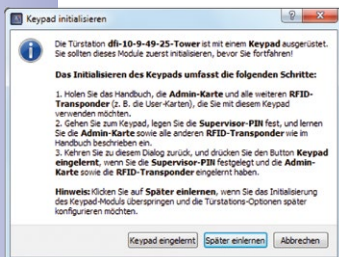 Keypad initialisieren
Die Türstation dfi-10-9-49-25-Tower ist mit einem Keypad ausgerüstet.
Sie sollten dieses Module zuerst initialisieren, bevor Sie fortfahren!
Das Initialisieren des Keypads umfasst die folgenden Schritte:
1. Holen Sie das Handbuch, die Admin-Karte und alle weiteren RFID-
Transponder (z. B. die User-Karten), die Sie mit diesem Keypad
verwenden möchten.
2. Gehen Sie zum Keypad, legen Sie die Supervisor-PIN fest, und lernen
Sie die Admin-Karte sowie alle anderen RFID-Transponder wie im
Handbuch beschrieben ein.
3. Kehren Sie zu diesem Dialog zurück, und drücken Sie den Button Keypad
eingelernt, wenn Sie die Supervisor-PIN festgelegt und die Admin-
Karte sowie die RFID-Transponder eingelernt haben.
Hinweis: Klicken Sie auf Später einlernen, wenn Sie das Initialisierung
des Keypad-Moduls überspringen und die Türstations-Optionen später
konfigurieren möchten.
Keypad eingelernt Später einlernen Abbrechen